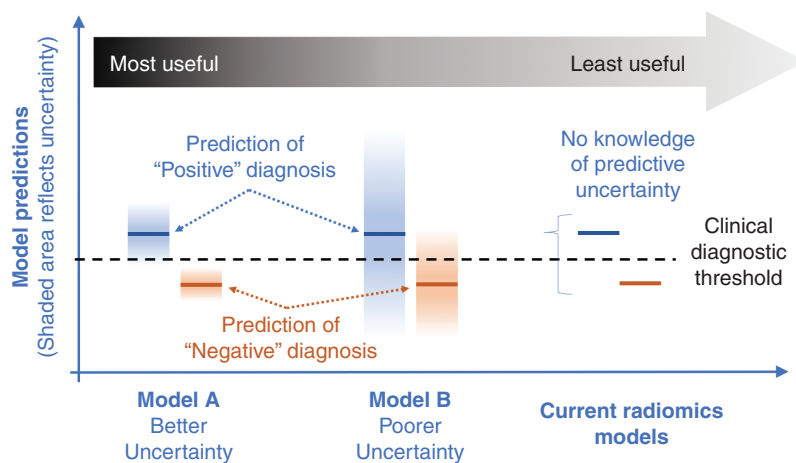 Most useful
Least useful
Model predictions
(Shaded area reflects uncertainty)
Prediction of
“Positive” diagnosis
No knowledge
of predictive
uncertainty
Clinical
diagnostic
threshold
Prediction of
“Negative” diagnosis
Model A
Better
Uncertainty
Model B
Poorer
Uncertainty
Current radiomics
models